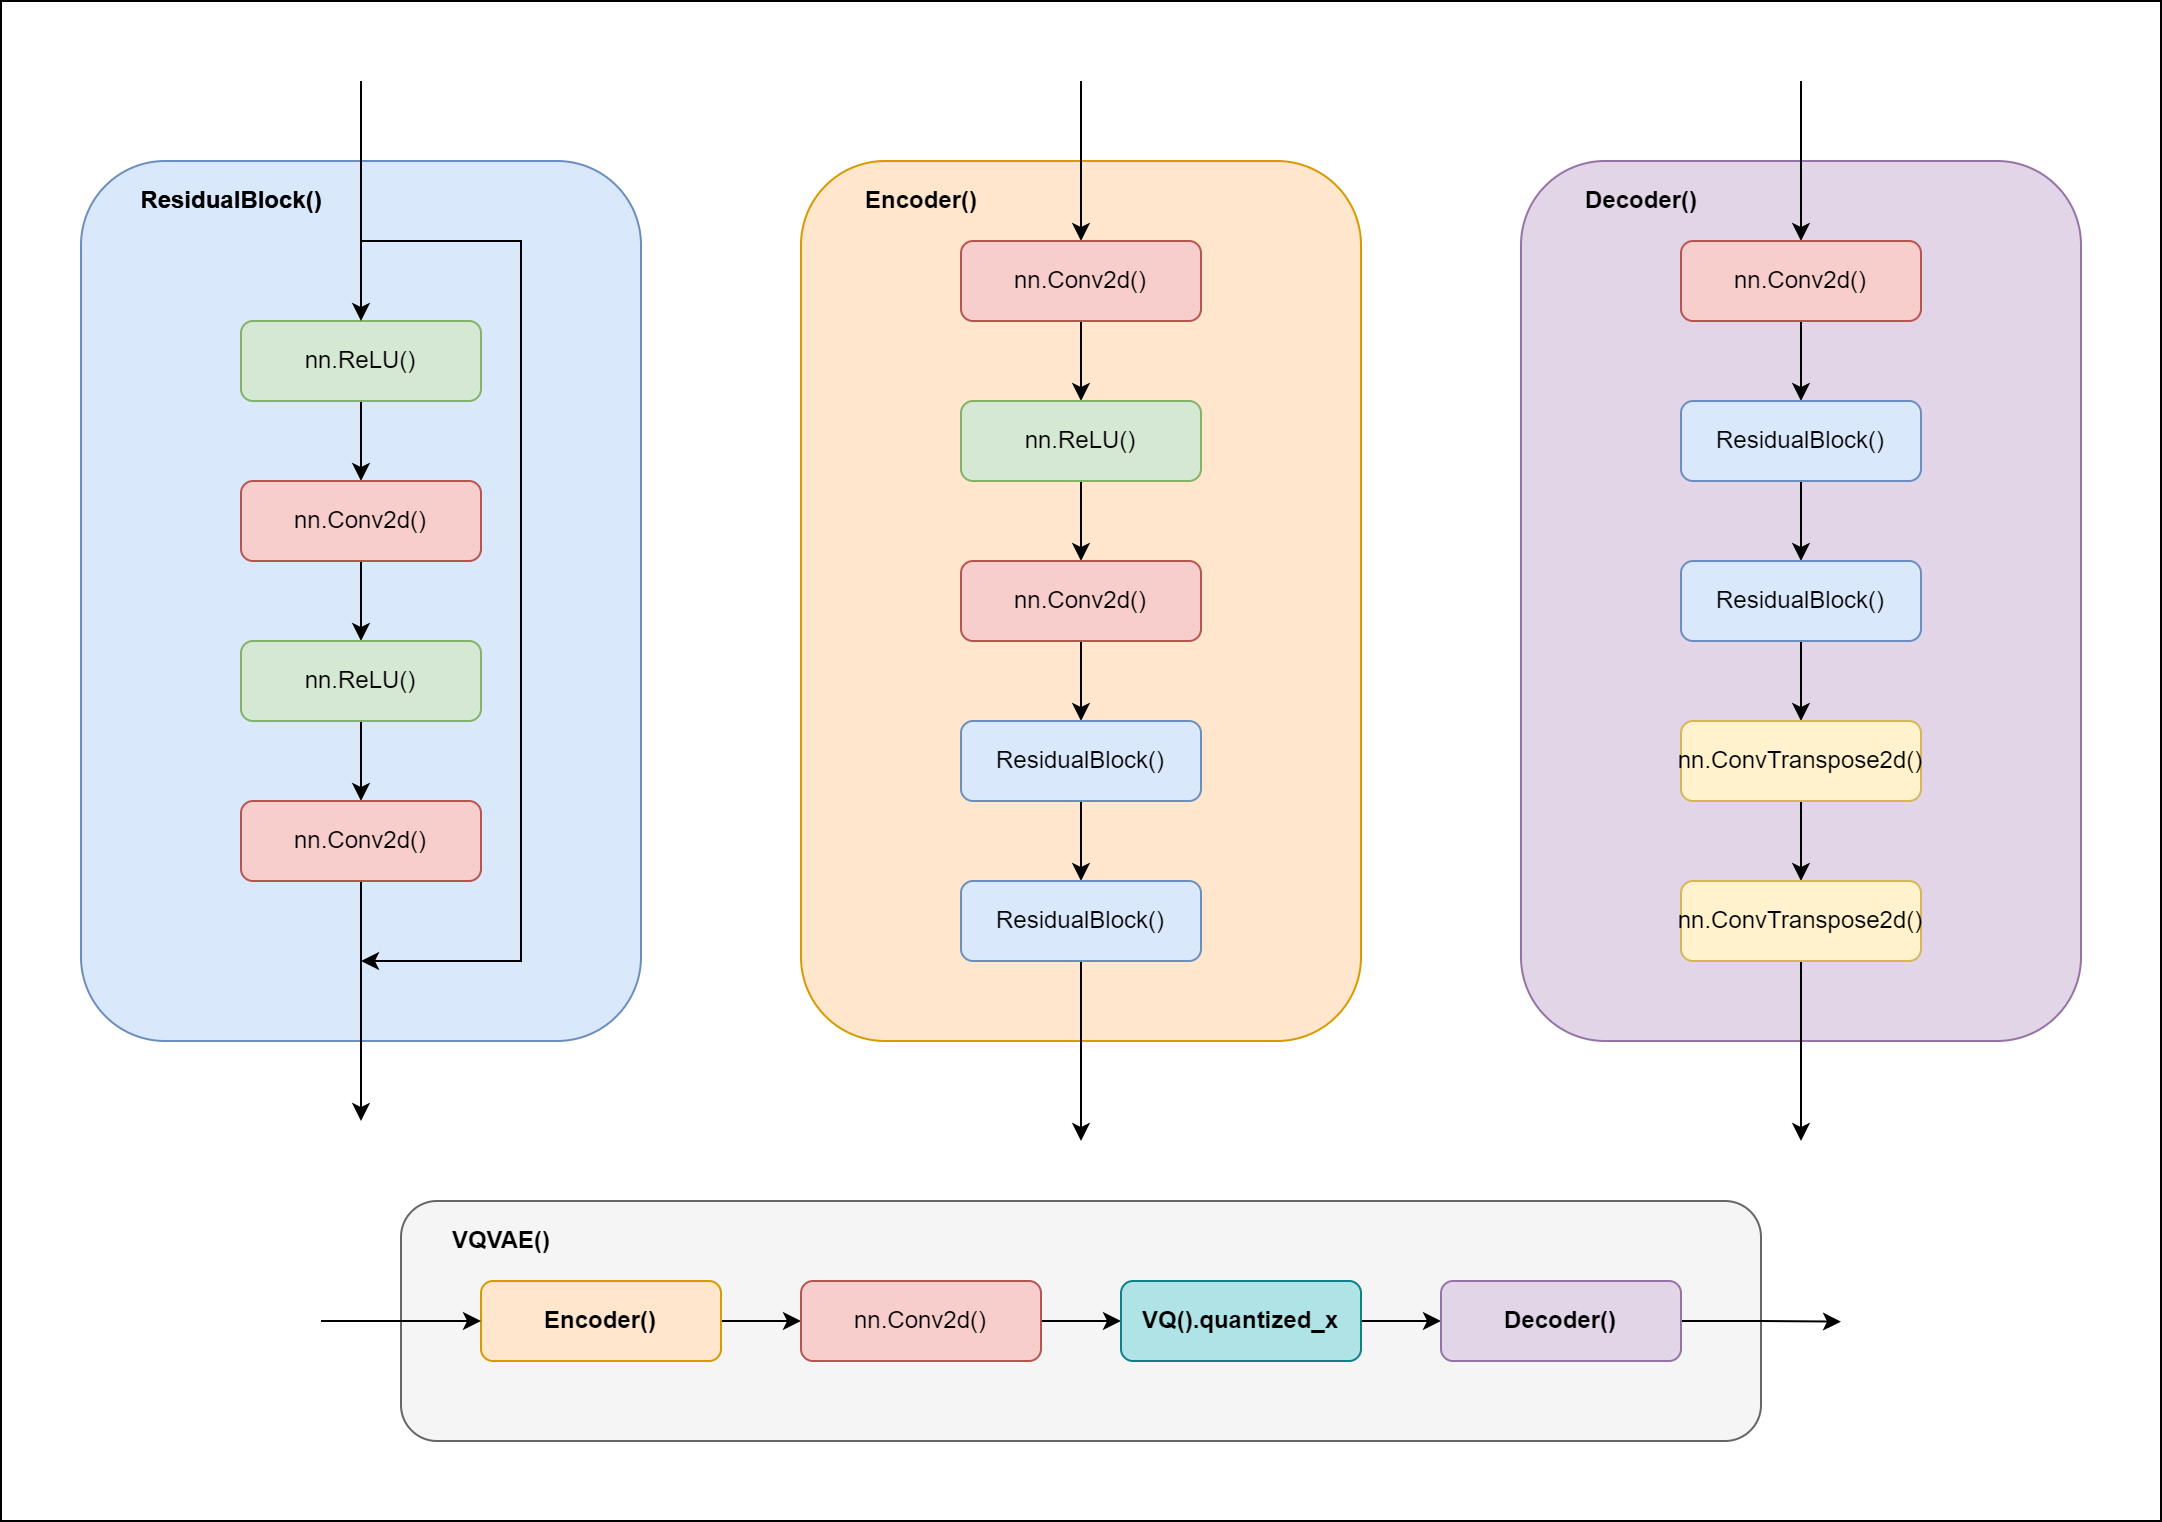 ResidualBlock()
nn.ReLU()
nn.Conv2d()
nn.ReLU()
nn.Conv2d()
Encoder()
nn.Conv2d()
nn.ReLU()
nn.Conv2d()
ResidualBlock()
ResidualBlock()
Decoder()
nn.Conv2d()
ResidualBlock()
ResidualBlock()
nn.ConvTranspose2d()
nn.ConvTranspose2d()
VQVAE()
Encoder()
nn.Conv2d()
VQ().quantized_x
Decoder()